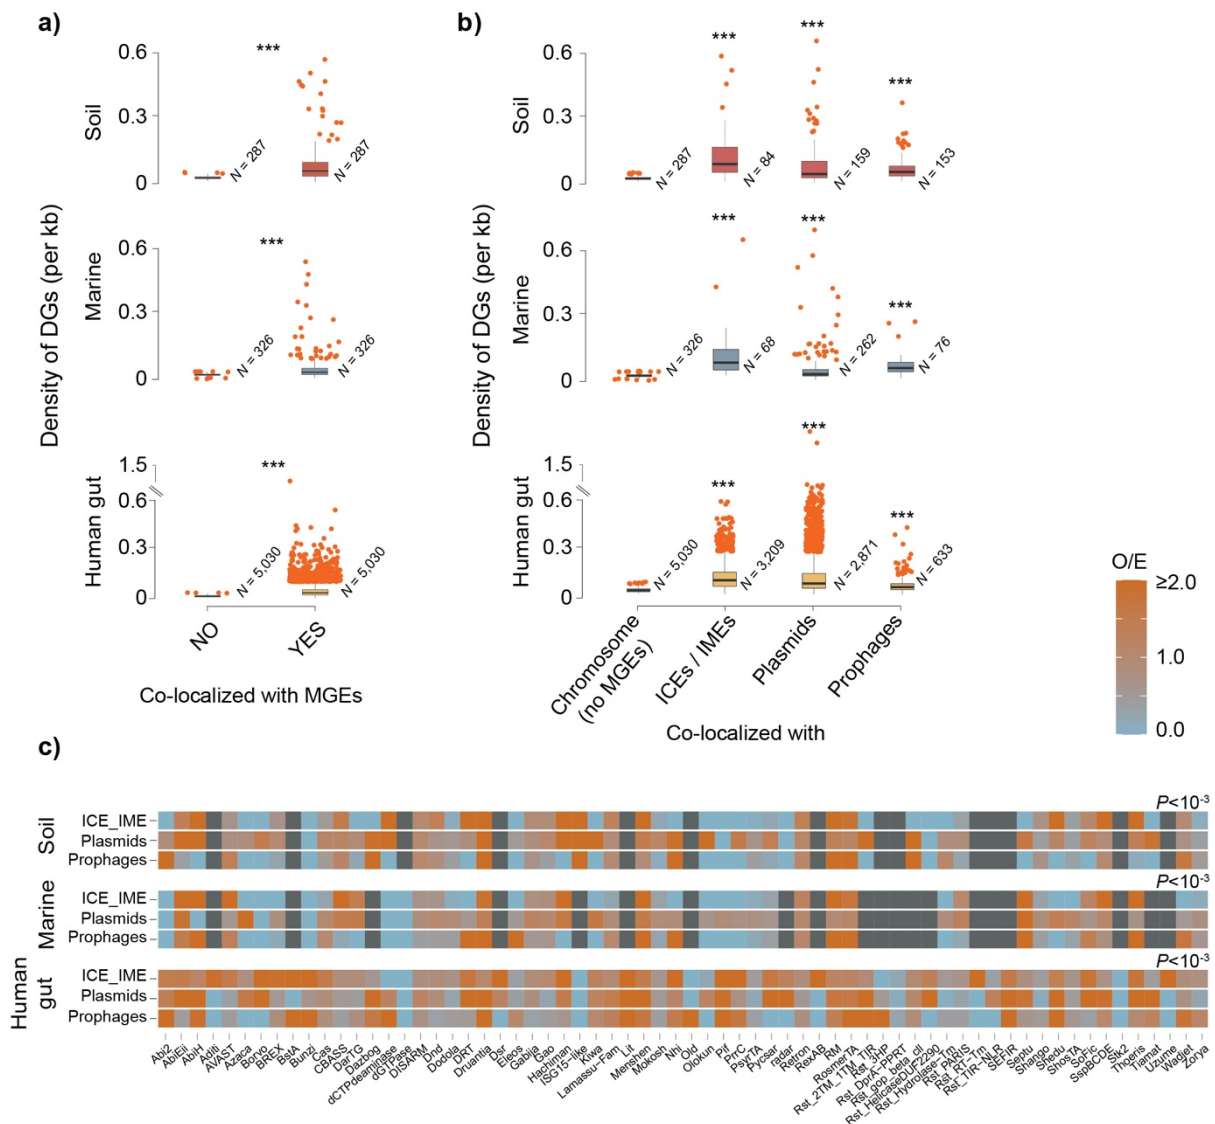 a)
0.6
0.3
0
Soil
***
N = 287
N = 287
0.6
0.3
0
Marine
***
N = 326
N = 326
Density of DGs (per kb)
1.5
0.6
0.3
0
Human gut
***
N = 5,030
N = 5,030
NO
YES
Co-localized with MGEs
b)
0.6
0.3
0
Soil
***
***
***
N = 287
N = 84
N = 159
N = 153
0.6
0.3
0
Marine
***
***
***
N = 326
N = 68
N = 262
N = 76
Density of DGs (per kb)
1.5
0.6
0.3
0
Human gut
***
***
***
N = 5,030
N = 3,209
N = 2,871
N = 633
Chromosome
(no MGEs)
ICEs / IMEs
Plasmids
Prophages
Co-localized with
O/E
≥2.0
1.0
0.0
c)
P<10-3
Soil
ICE_IME
Plasmids
Prophages
P<10-3
Marine
ICE_IME
Plasmids
Prophages
P<10-3
Human
gut
ICE_IME
Plasmids
Prophages
Abi2
AbiEii
AbiH
Aditi
AVAST
Azaca
Borvo
BREX
BstA
Bunzi
Cas
CBASS
DarTG
Dazbog
dCTPdeaminase
dGTPase
DISARM
Dnd
Dodola
DRT
Druantia
Dsr
Eleos
Gabija
Gao
Hachiman
ISG15-like
Kiwa
Lamassu-Fam
Lit
Menshen
Mokosh
Nhi
Old
Olokun
Pif
PrrC
PsyrTA
Pycsar
radar
Retron
RexAB
RM
RosmerTA
Rst_2TM_1TM_TIR
Rst_3HP
Rst_DprA-PPRT
Rst_gop_beta_cll
Rst_HelicaseDUF2290
Rst_Hydrolase-Tm
Rst_PARIS
Rst_RT-Tm
Rst_TIR-NLR
SEFIR
Septu
Shango
Shedu
ShosTA
SpoFic
SspBCDE
Stk2
Thoeris
Tiamat
Uzume
Wadjet
Zorya